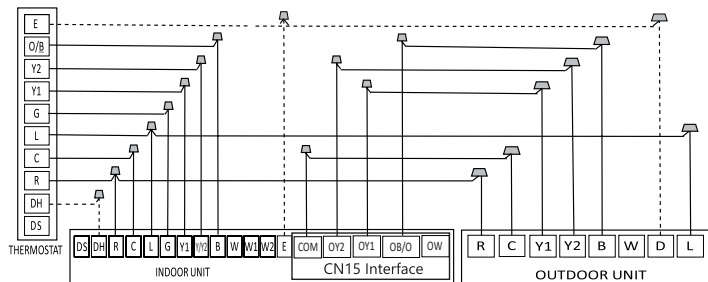 E
O/B
Y2
Y1
G
L
C
R
DH
DS
THERMOSTAT
DS DH R C L G Y1 Y/Y2 B W W1 W2 E COM OY2 OY1 OB/O OW
CN15 Interface
INDOOR UNIT
R C Y1 Y2 B W D L
OUTDOOR UNIT